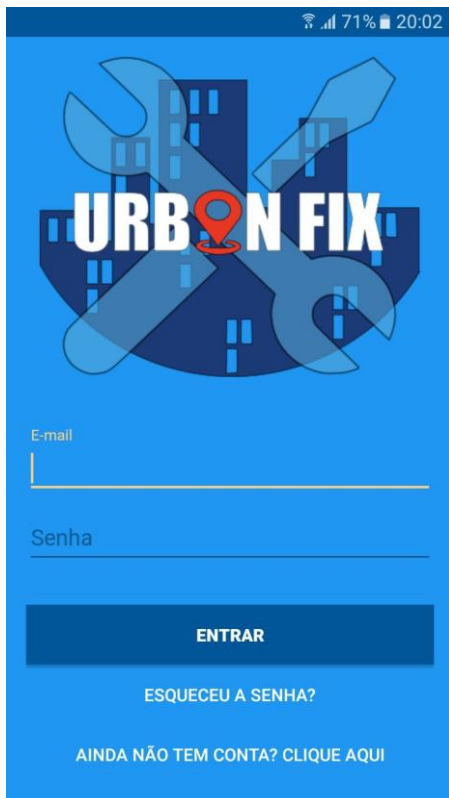 71% 20:02
URBAN FIX
E-mail
Senha
ENTRAR
ESQUECEU A SENHA?
AINDA NÃO TEM CONTA? CLIQUE AQUI